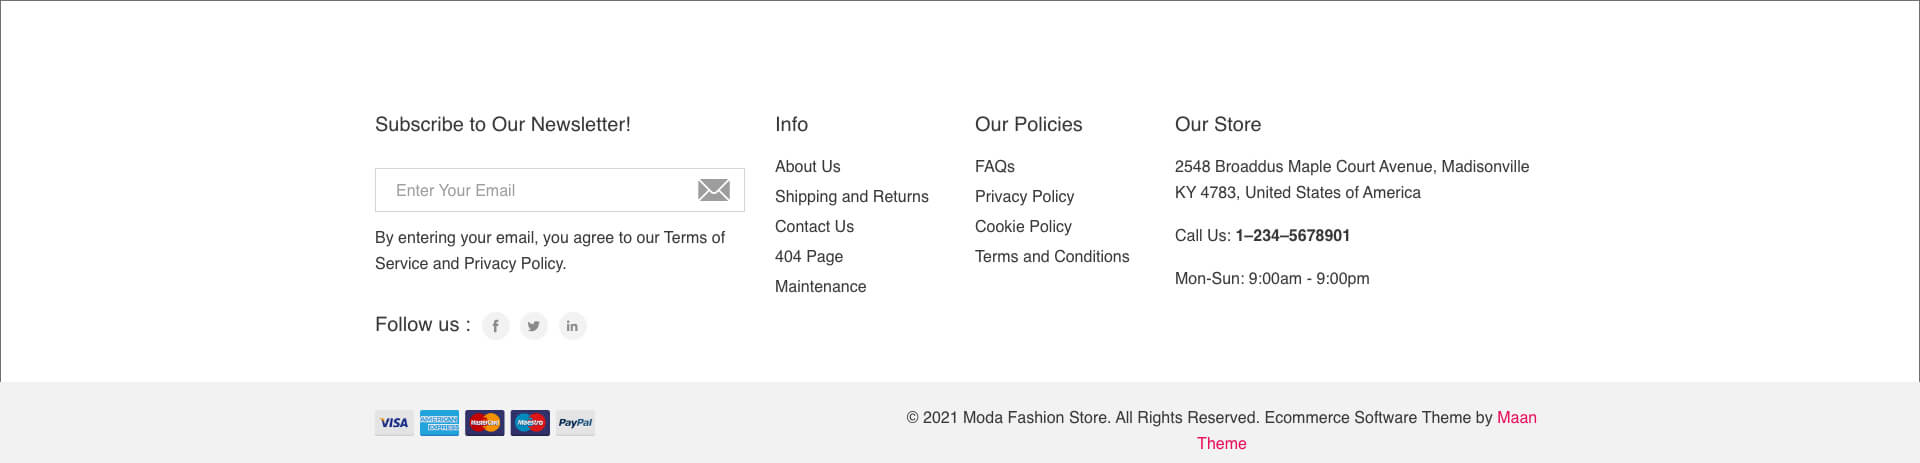 Subscribe to Our Newsletter!
Enter Your Email
By entering your email, you agree to our Terms of
Service and Privacy Policy.
Follow us :
Info
About Us
Shipping and Returns
Contact Us
404 Page
Maintenance
Our Policies
FAQs
Privacy Policy
Cookie Policy
Terms and Conditions
Our Store
2548 Broaddus Maple Court Avenue, Madisonville
KY 4783, United States of America
Call Us: 1–234–5678901
Mon-Sun: 9:00am - 9:00pm
VISA
AMERICAN
EXPRESS
MasterCard
Maestro
PayPal
© 2021 Moda Fashion Store. All Rights Reserved. Ecommerce Software Theme by Maan
Theme